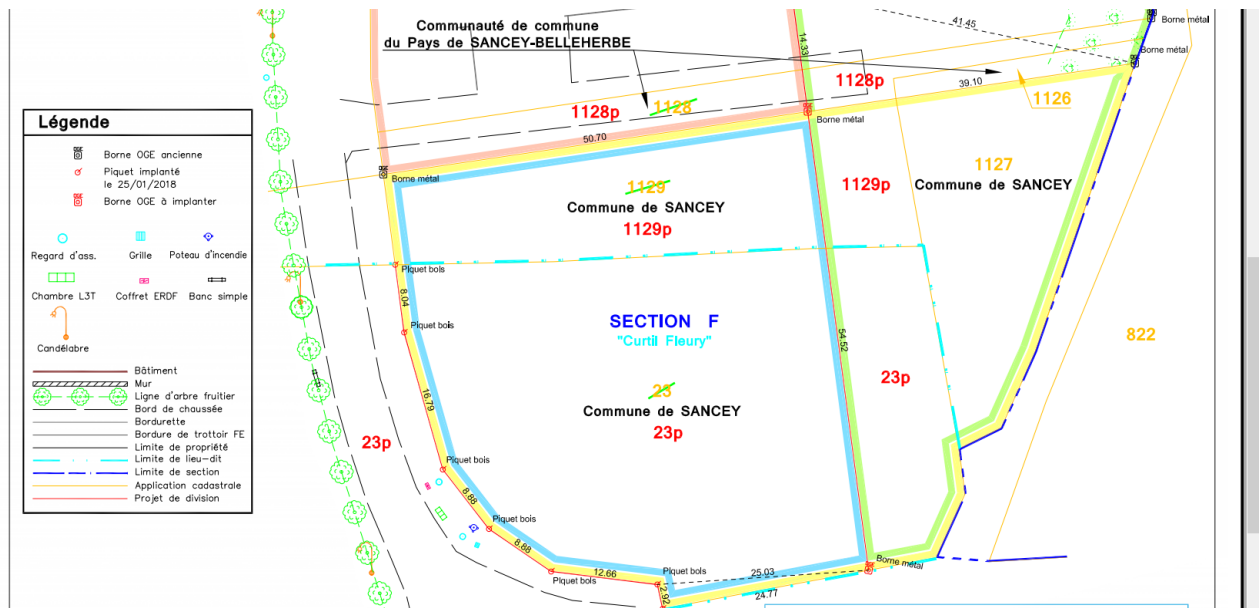 Communauté de commune
du Pays de SANCEY-BELLEHERBE
41.45
Borne métal
Borne métal
14.33
1128p
39.10
1126
1128p
1128
Borne métal
50.70
Borne métal
1129
Commune de SANCEY
1129p
1129p
1127
Commune de SANCEY
Piquet bois
8.04
Piquet bois
SECTION F
"Curtil Fleury"
54.52
822
16.79
23
Commune de SANCEY
23p
23p
23p
Piquet bois
8.88
Piquet bois
8.88
12.66
Piquet bois
Piquet bois
2.92
25.03
24.77
Borne métal
Légende
Borne OGE ancienne
Piquet implanté
le 25/01/2018
Borne OGE à implanter
Regard d'ass.
Grille
Poteau d'incendie
Chambre L3T
Coffret ERDF
Banc simple
Candélabre
Bâtiment
Mur
Ligne d'arbre fruitier
Bord de chaussée
Bordurette
Bordure de trottoir FE
Limite de propriété
Limite de lieu-dit
Limite de section
Application cadastrale
Projet de division